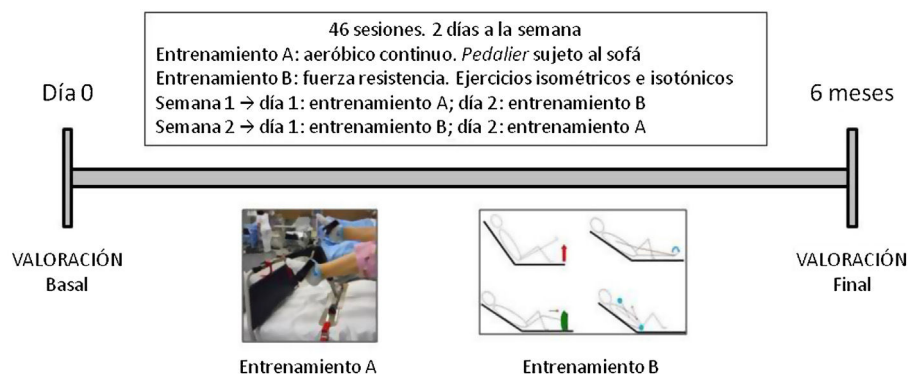 46 sesiones. 2 días a la semana
Entrenamiento A: aeróbico continuo. Pedalier sujeto al sofá
Entrenamiento B: fuerza resistencia. Ejercicios isométricos e isotónicos
Semana 1 → día 1: entrenamiento A; día 2: entrenamiento B
Semana 2 → día 1: entrenamiento B; día 2: entrenamiento A
Día 0
6 meses
VALORACIÓN
Basal
VALORACIÓN
Final
Entrenamiento A
Entrenamiento B